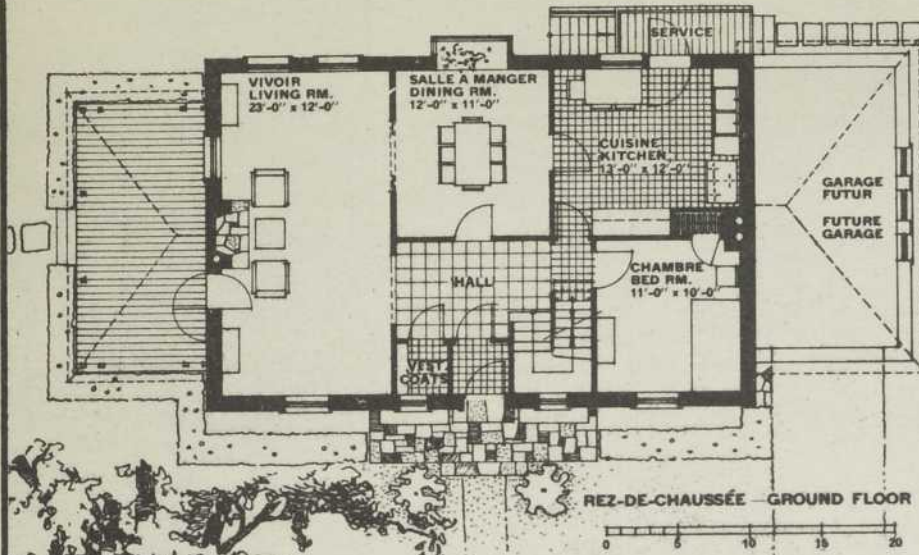 VIVOIR
LIVING RM.
23'-0" x 12'-0"
SALLE A MANGER
DINING RM.
12'-0" x 11'-0"
SERVICE
CUISINE
KITCHEN
12'-0" x 12'-0"
GARAGE
FUTUR
FUTURE
GARAGE
HALL
CHAMBRE
BED RM.
11'-0" x 10'-0"
VEST.
COATS
REZ-DE-CHAUSSÉE - GROUND FLOOR
0 5 10 15 20